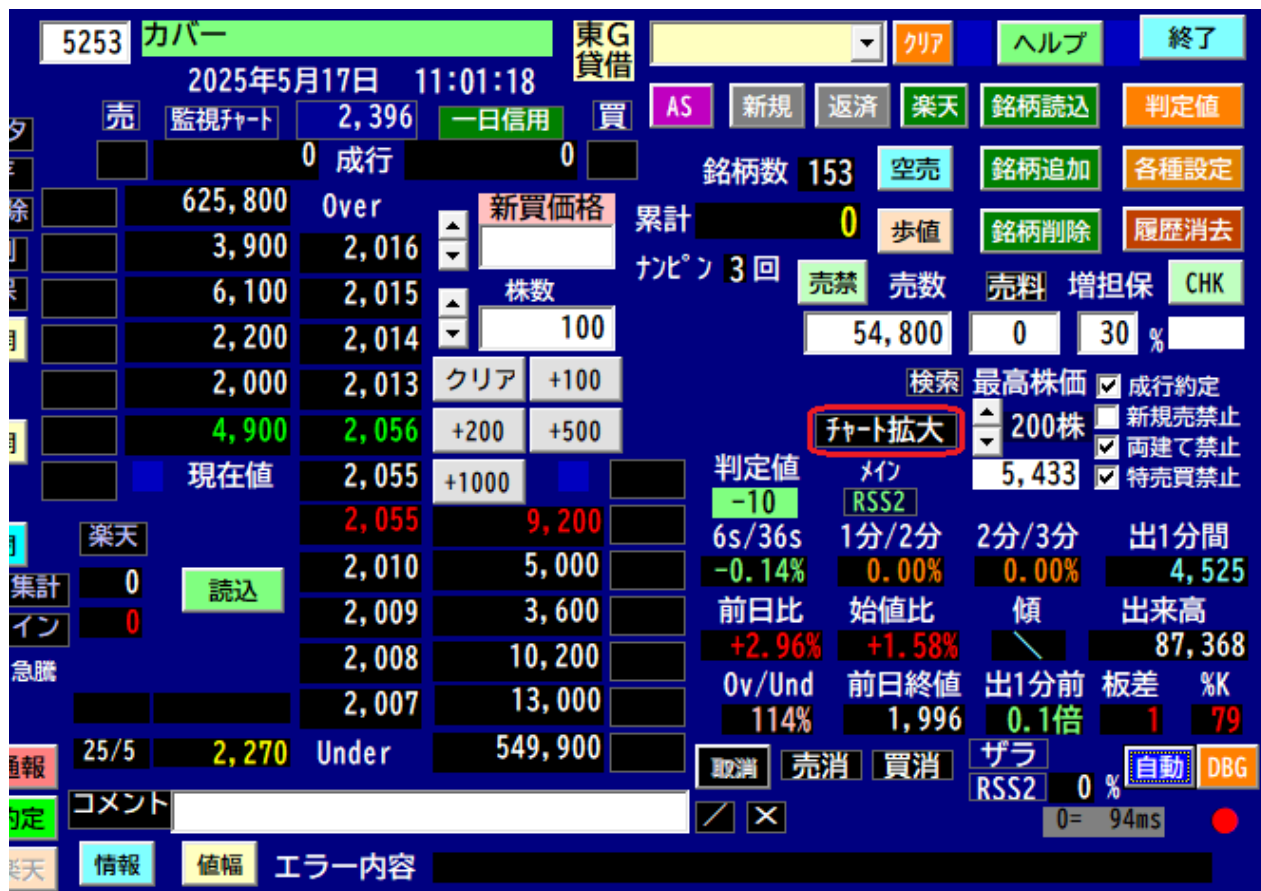 5253 カバー 東G クリア ヘルプ 終了
2025年5月17日 11:01:18 貸借
売 監視ﾁｬｰﾄ 2,396 一日信用 買 AS 新規 返済 楽天 銘柄読込 判定値
0 成行 0 銘柄数 153 空売 銘柄追加 各種設定
625,800 Over 新買価格 累計 0 歩値 銘柄削除 履歴消去
3,900 2,016 ﾅﾝﾋﾟﾝ 3回 売禁 売数 売料 増担保 CHK
6,100 2,015 株数
2,200 2,014 100 54,800 0 30 %
2,000 2,013 クリア +100 検索 最高株価 成行約定
4,900 2,056 +200 +500 ﾁｬｰﾄ拡大 200株 新規売禁止
両建て禁止
現在値 2,055 +1000 判定値 ﾒｲﾝ 5,433 特売買禁止
-10 RSS2
楽天 2,055 9,200 6s/36s 1分/2分 2分/3分 出1分間
集計 0 読込 2,010 5,000 -0.14% 0.00% 0.00% 4,525
イン 0 2,009 3,600 前日比 始値比 傾 出来高
急騰 2,008 10,200 +2.96% +1.58% ＼ 87,368
2,007 13,000 Ov/Und 前日終値 出1分前 板差 %K
114% 1,996 0.1倍 1 79
通報 25/5 2,270 Under 549,900 取消 売消 買消 ザラ 自動 DBG
RSS2 0 %
約定 コメント ／ × 0= 94ms
楽天 情報 値幅 エラー内容